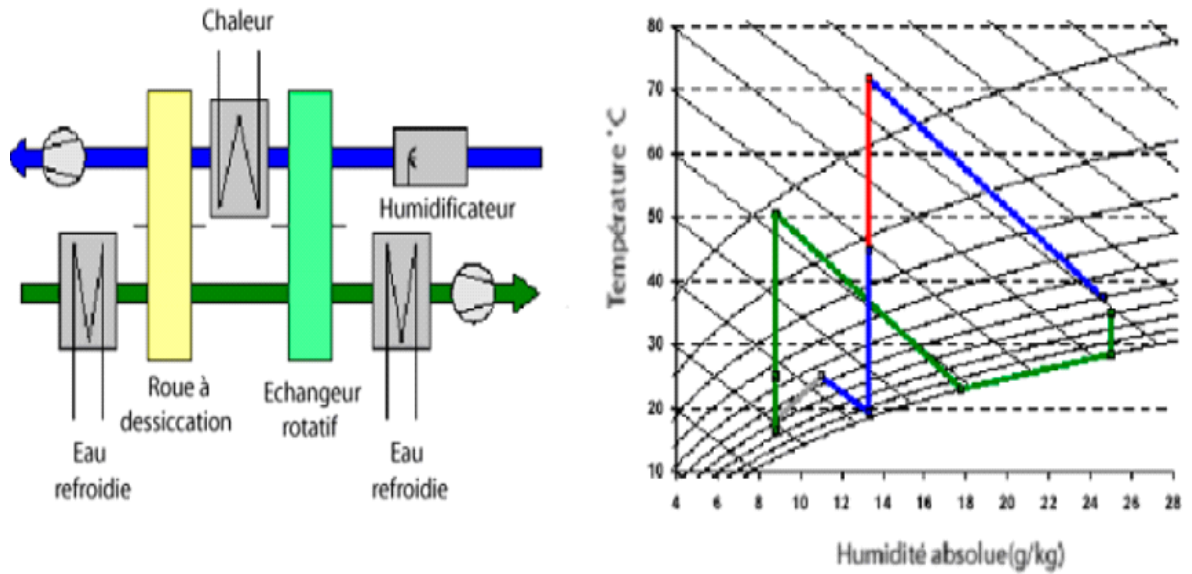 Chaleur
Humidificateur
Roue à
dessiccation
Echangeur
rotatif
Eau
refroidie
Eau
refroidie
Température °C
80
70
60
50
40
30
20
10
4 6 8 10 12 14 16 18 20 22 24 26 28
Humidité absolue(g/kg)